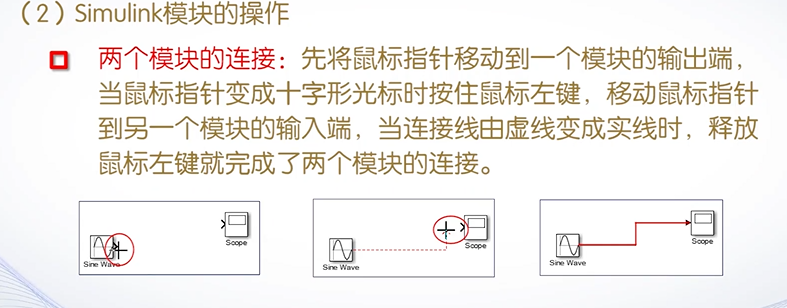 （2）Simulink模块的操作
两个模块的连接：先将鼠标指针移动到一个模块的输出端，
当鼠标指针变成十字形光标时按住鼠标左键，移动鼠标指针
到另一个模块的输入端，当连接线由虚线变成实线时，释放
鼠标左键就完成了两个模块的连接。
Scope
Sine Wave
Scope
Sine Wave
Scope
Sine Wave